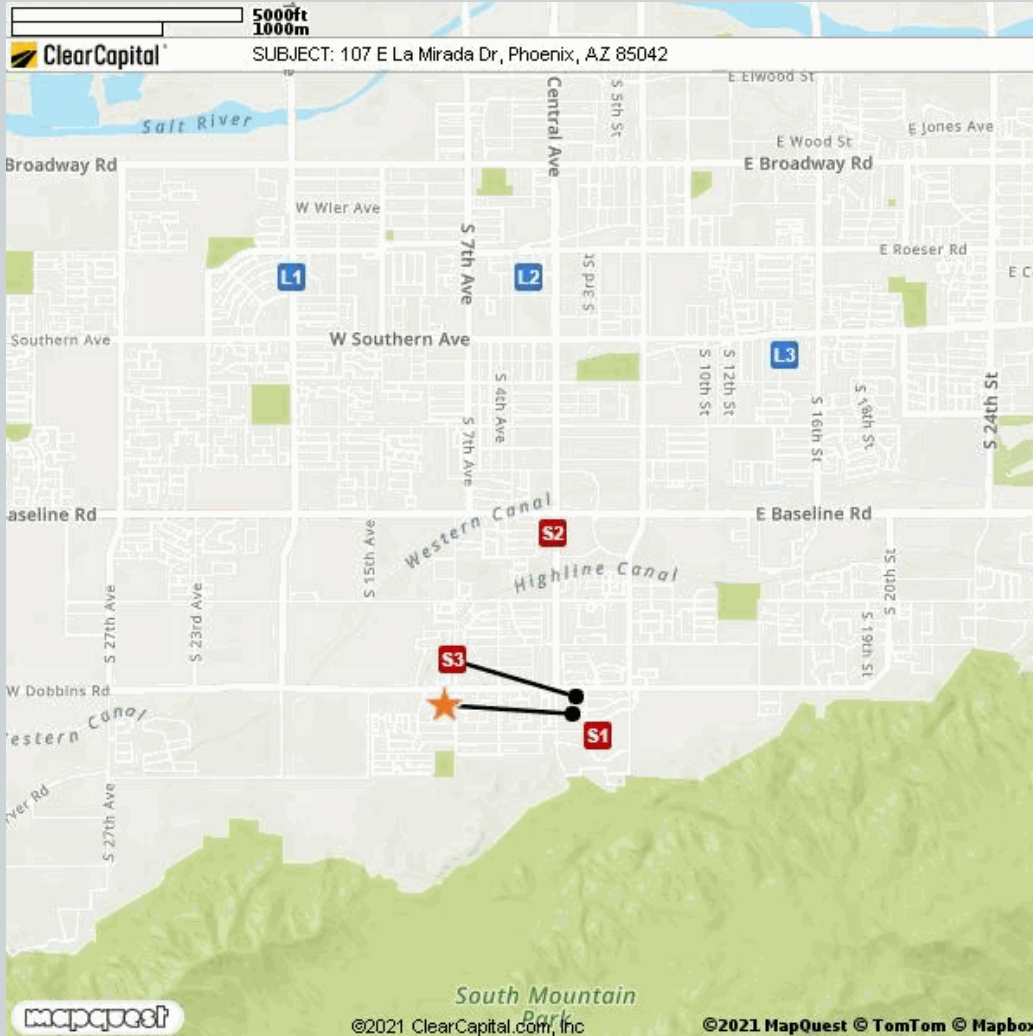 5000ft
1000m
ClearCapital
SUBJECT: 107 E La Mirada Dr, Phoenix, AZ 85042
E Elwood St
Salt River
Central Ave
S 5th St
E Wood St
E Jones Ave
Broadway Rd
E Broadway Rd
W Wier Ave
S 7th Ave
E Roeser Rd
L1
L2
S 3rd St
E C
Southern Ave
W Southern Ave
L3
S 4th Ave
S 10th St
S 12th St
S 16th St
S 24th St
S 7th Ave
aseline Rd
Western Canal
S2
E Baseline Rd
S 15th Ave
Highline Canal
S 20th St
S 27th Ave
S 23rd Ave
S 19th St
S3
W Dobbins Rd
estern Canal
S1
ver Rd
S 27th Ave
South Mountain
Park
mapquest
©2021 ClearCapital.com, Inc
©2021 MapQuest © TomTom © Mapbox